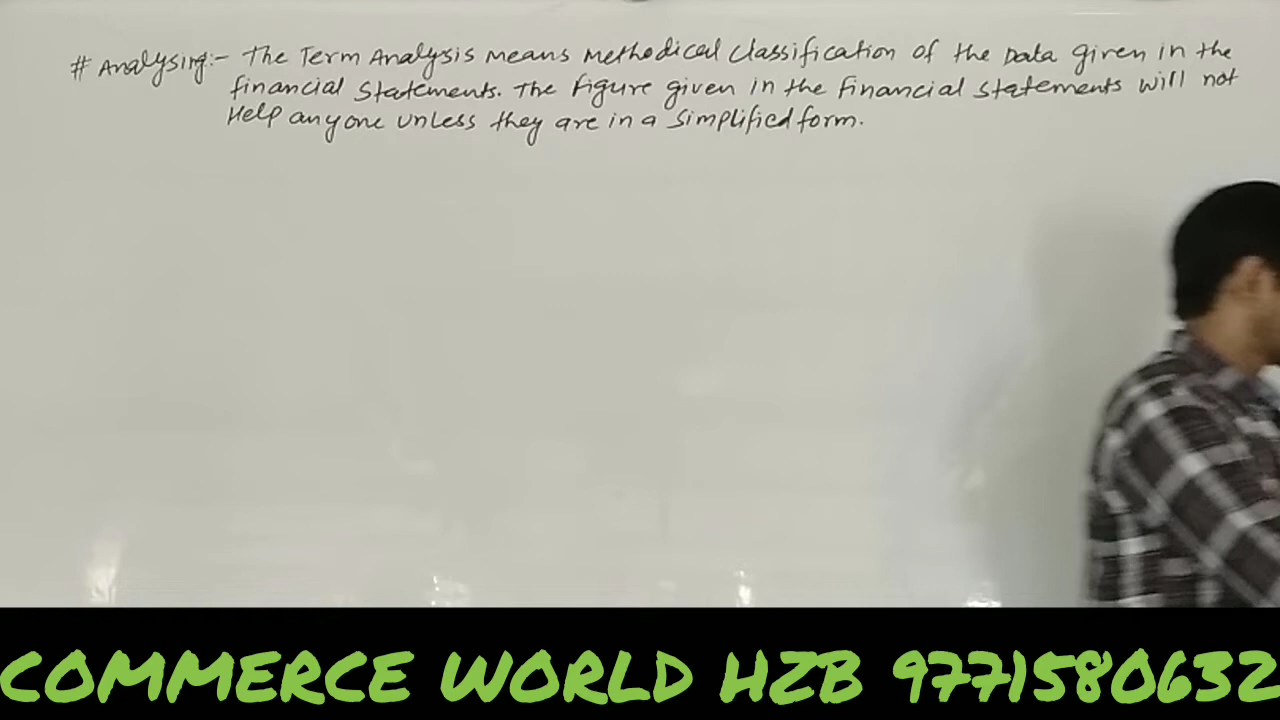 # Analysing:- The Term Analysis means methodical classification of the Data given in the
financial statements. The figure given in the financial statements will not
Help anyone unless they are in a simplified form.
COMMERCE WORLD HZB 9771580632